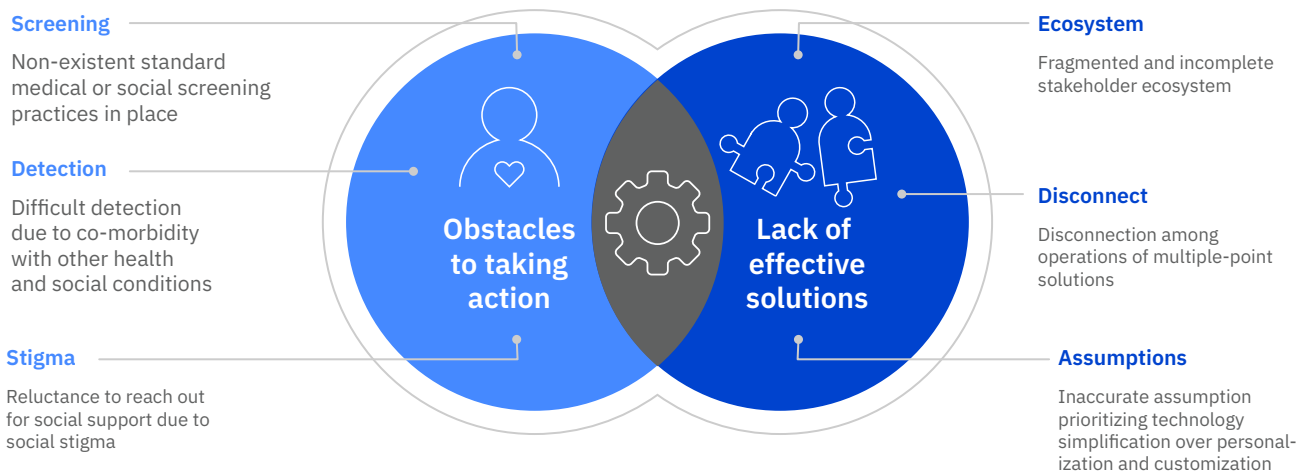 Screening
Non-existent standard
medical or social screening
practices in place
Detection
Difficult detection
due to co-morbidity
with other health
and social conditions
Stigma
Reluctance to reach out
for social support due to
social stigma
Obstacles
to taking
action
Lack of
effective
solutions
Ecosystem
Fragmented and incomplete
stakeholder ecosystem
Disconnect
Disconnection among
operations of multiple-point
solutions
Assumptions
Inaccurate assumption
prioritizing technology
simplification over personal-
ization and customization